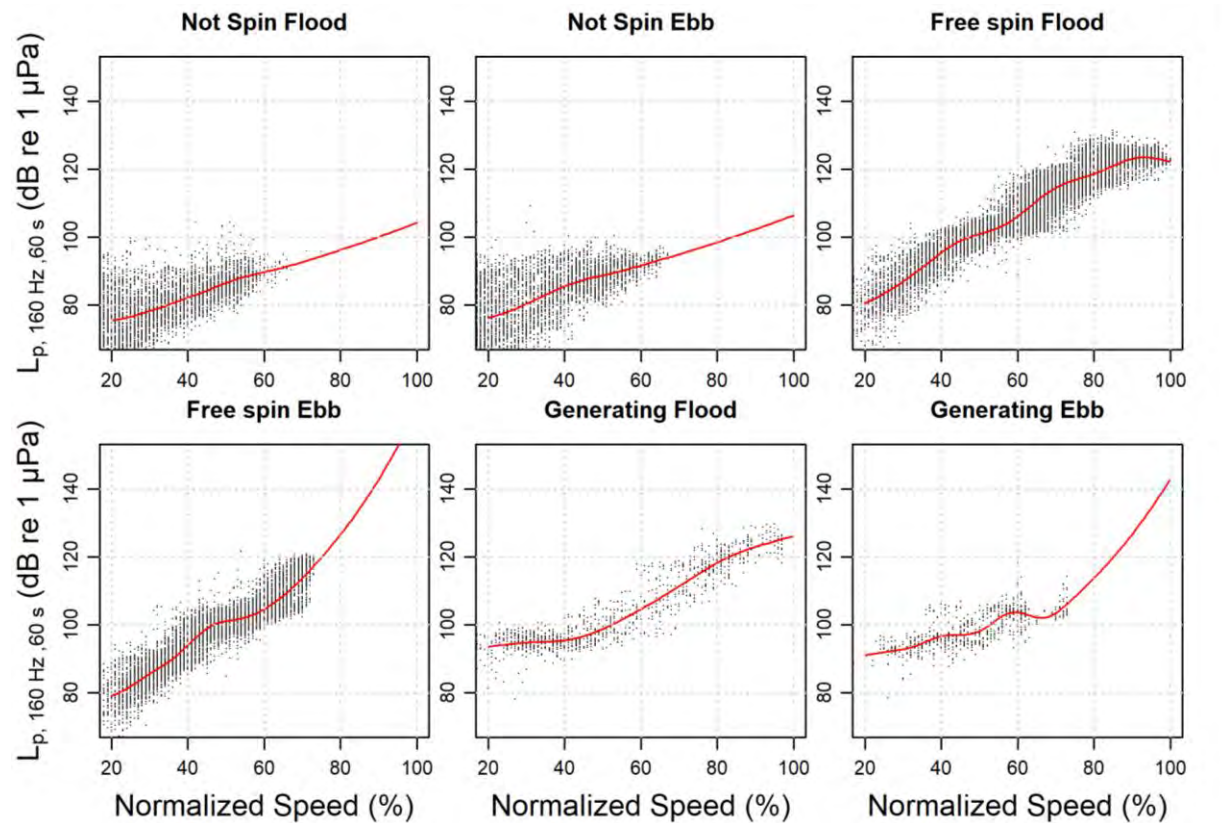 Not Spin Flood
Not Spin Ebb
Free spin Flood
Lp, 160 Hz ,60 s (dB re 1 µPa)
80 100 120 140
80 100 120 140
80 100 120 140
20 40 60 80 100
20 40 60 80 100
20 40 60 80 100
Free spin Ebb
Generating Flood
Generating Ebb
Lp, 160 Hz ,60 s (dB re 1 µPa)
80 100 120 140
80 100 120 140
80 100 120 140
20 40 60 80 100
20 40 60 80 100
20 40 60 80 100
Normalized Speed (%)
Normalized Speed (%)
Normalized Speed (%)